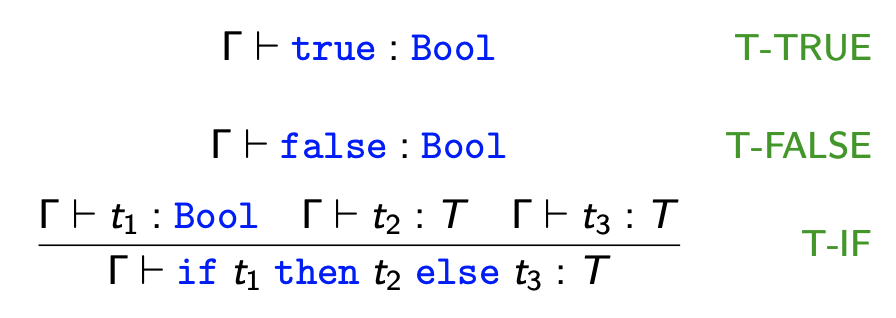 Γ ⊢ true : Bool T-TRUE
Γ ⊢ false : Bool T-FALSE
Γ ⊢ t₁ : Bool Γ ⊢ t₂ : T Γ ⊢ t₃ : T
T-IF
Γ ⊢ if t₁ then t₂ else t₃ : T